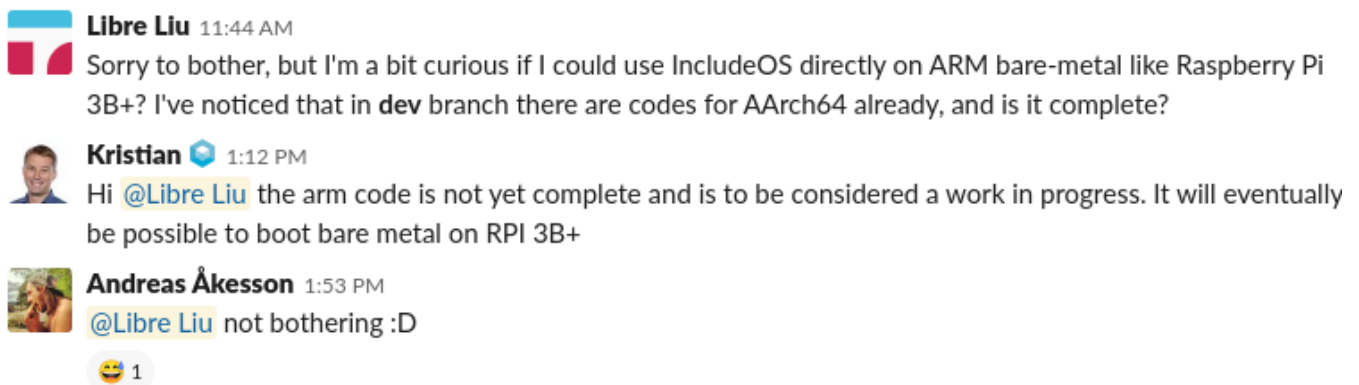 Libre Liu 11:44 AM
Sorry to bother, but I'm a bit curious if I could use IncludeOS directly on ARM bare-metal like Raspberry Pi
3B+? I've noticed that in dev branch there are codes for AArch64 already, and is it complete?
Kristian 1:12 PM
Hi @Libre Liu the arm code is not yet complete and is to be considered a work in progress. It will eventually
be possible to boot bare metal on RPI 3B+
Andreas Åkesson 1:53 PM
@Libre Liu not bothering :D
😅 1